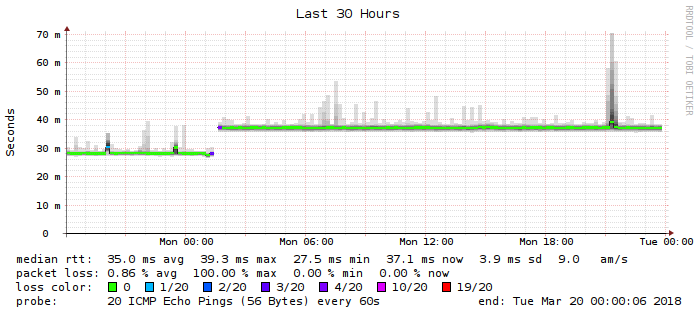 Last 30 Hours
RRDTOOL / TOBI OETIKER
Seconds
70 m
60 m
50 m
40 m
30 m
20 m
10 m
0
Mon 00:00 Mon 06:00 Mon 12:00 Mon 18:00 Tue 00:00
median rtt: 35.0 ms avg 39.3 ms max 27.5 ms min 37.1 ms now 3.9 ms sd 9.0 am/s
packet loss: 0.86 % avg 100.00 % max 0.00 % min 0.00 % now
loss color: 0 1/20 2/20 3/20 4/20 10/20 19/20
probe: 20 ICMP Echo Pings (56 Bytes) every 60s end: Tue Mar 20 00:00:06 2018